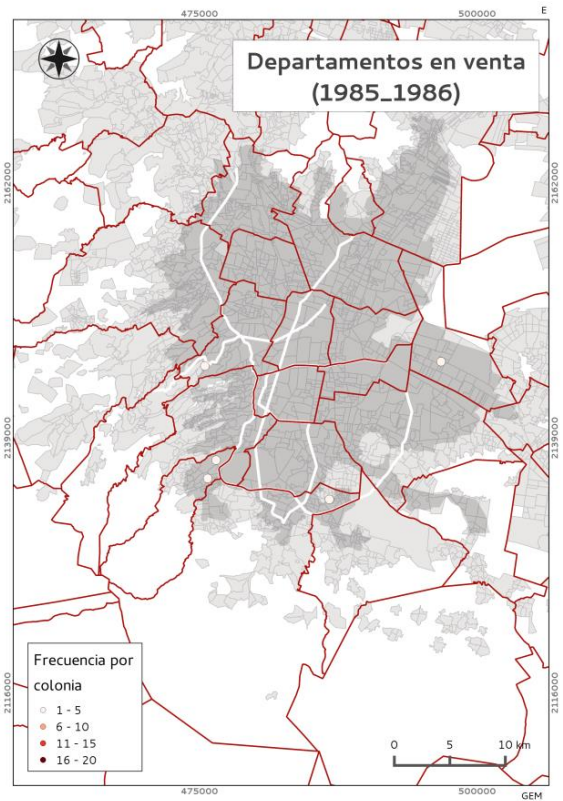 475000
500000
E
Departamentos en venta
(1985_1986)
2162000
2162000
2139000
2139000
2116000
2116000
Frecuencia por
colonia
1 - 5
6 - 10
11 - 15
16 - 20
0 5 10 km
475000
500000
GEM